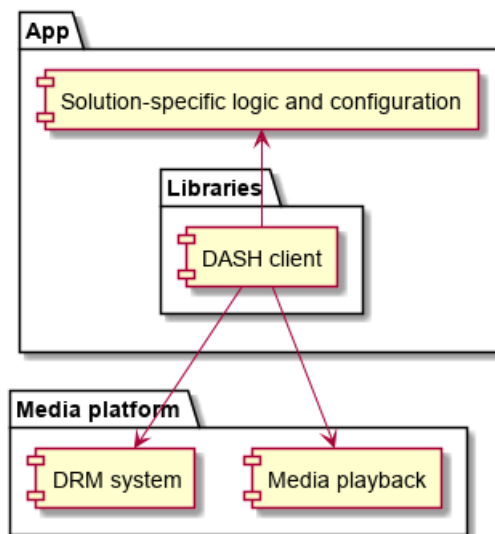 App
Solution-specific logic and configuration
Libraries
DASH client
Media platform
DRM system
Media playback